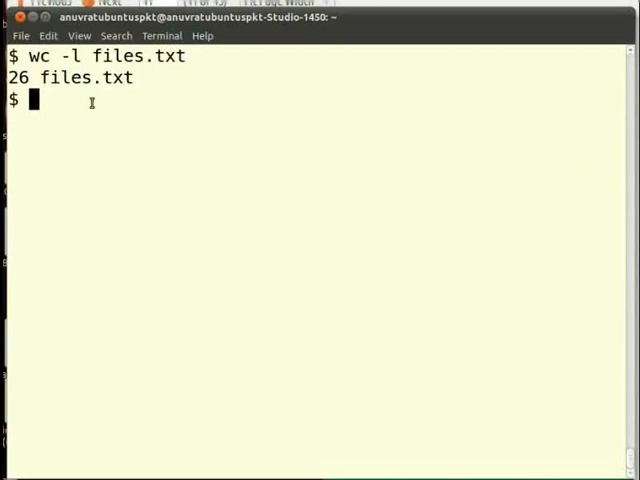 anuvratubuntuspkt@anuvratubuntuspkt-Studio-1450: ~
File Edit View Search Terminal Help
$ wc -l files.txt
26 files.txt
$